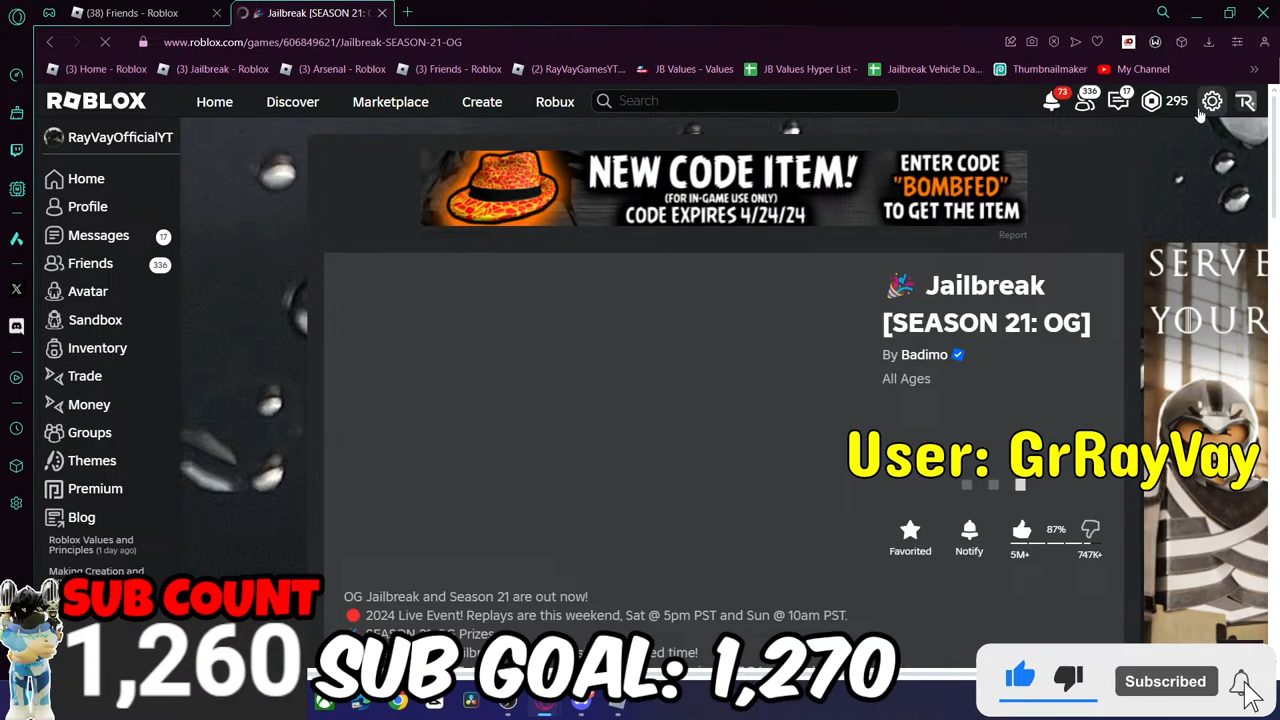 (38) Friends - Roblox
Jailbreak [SEASON 21: 
www.roblox.com/games/606849621/Jailbreak-SEASON-21-OG
(3) Home - Roblox
(3) Jailbreak - Roblox
(3) Arsenal - Roblox
(3) Friends - Roblox
(2) RayVayGamesYT...
JB Values - Values
JB Values Hyper List -
Jailbreak Vehicle Da...
Thumbnailmaker
My Channel
ROBLOX
Home
Discover
Marketplace
Create
Robux
Search
73
336
17
295
RayVayOfficialYT
Home
Profile
Messages
17
Friends
336
Avatar
Sandbox
Inventory
Trade
Money
Groups
Themes
Premium
Blog
Roblox Values and
Principles (1 day ago)
Making Creation and
NEW CODE ITEM!
(FOR IN-GAME USE ONLY)
CODE EXPIRES 4/24/24
ENTER CODE
"BOMBFED"
TO GET THE ITEM
Report
Jailbreak
[SEASON 21: OG]
By Badimo
All Ages
SERVE
YOUR
User: GrRayVay
Favorited
Notify
87%
5M+
747K+
OG Jailbreak and Season 21 are out now!
2024 Live Event! Replays are this weekend, Sat @ 5pm PST and Sun @ 10am PST.
SEASON 21: OG Prizes
SUB COUNT
1,260
SUB GOAL: 1,270
Subscribed